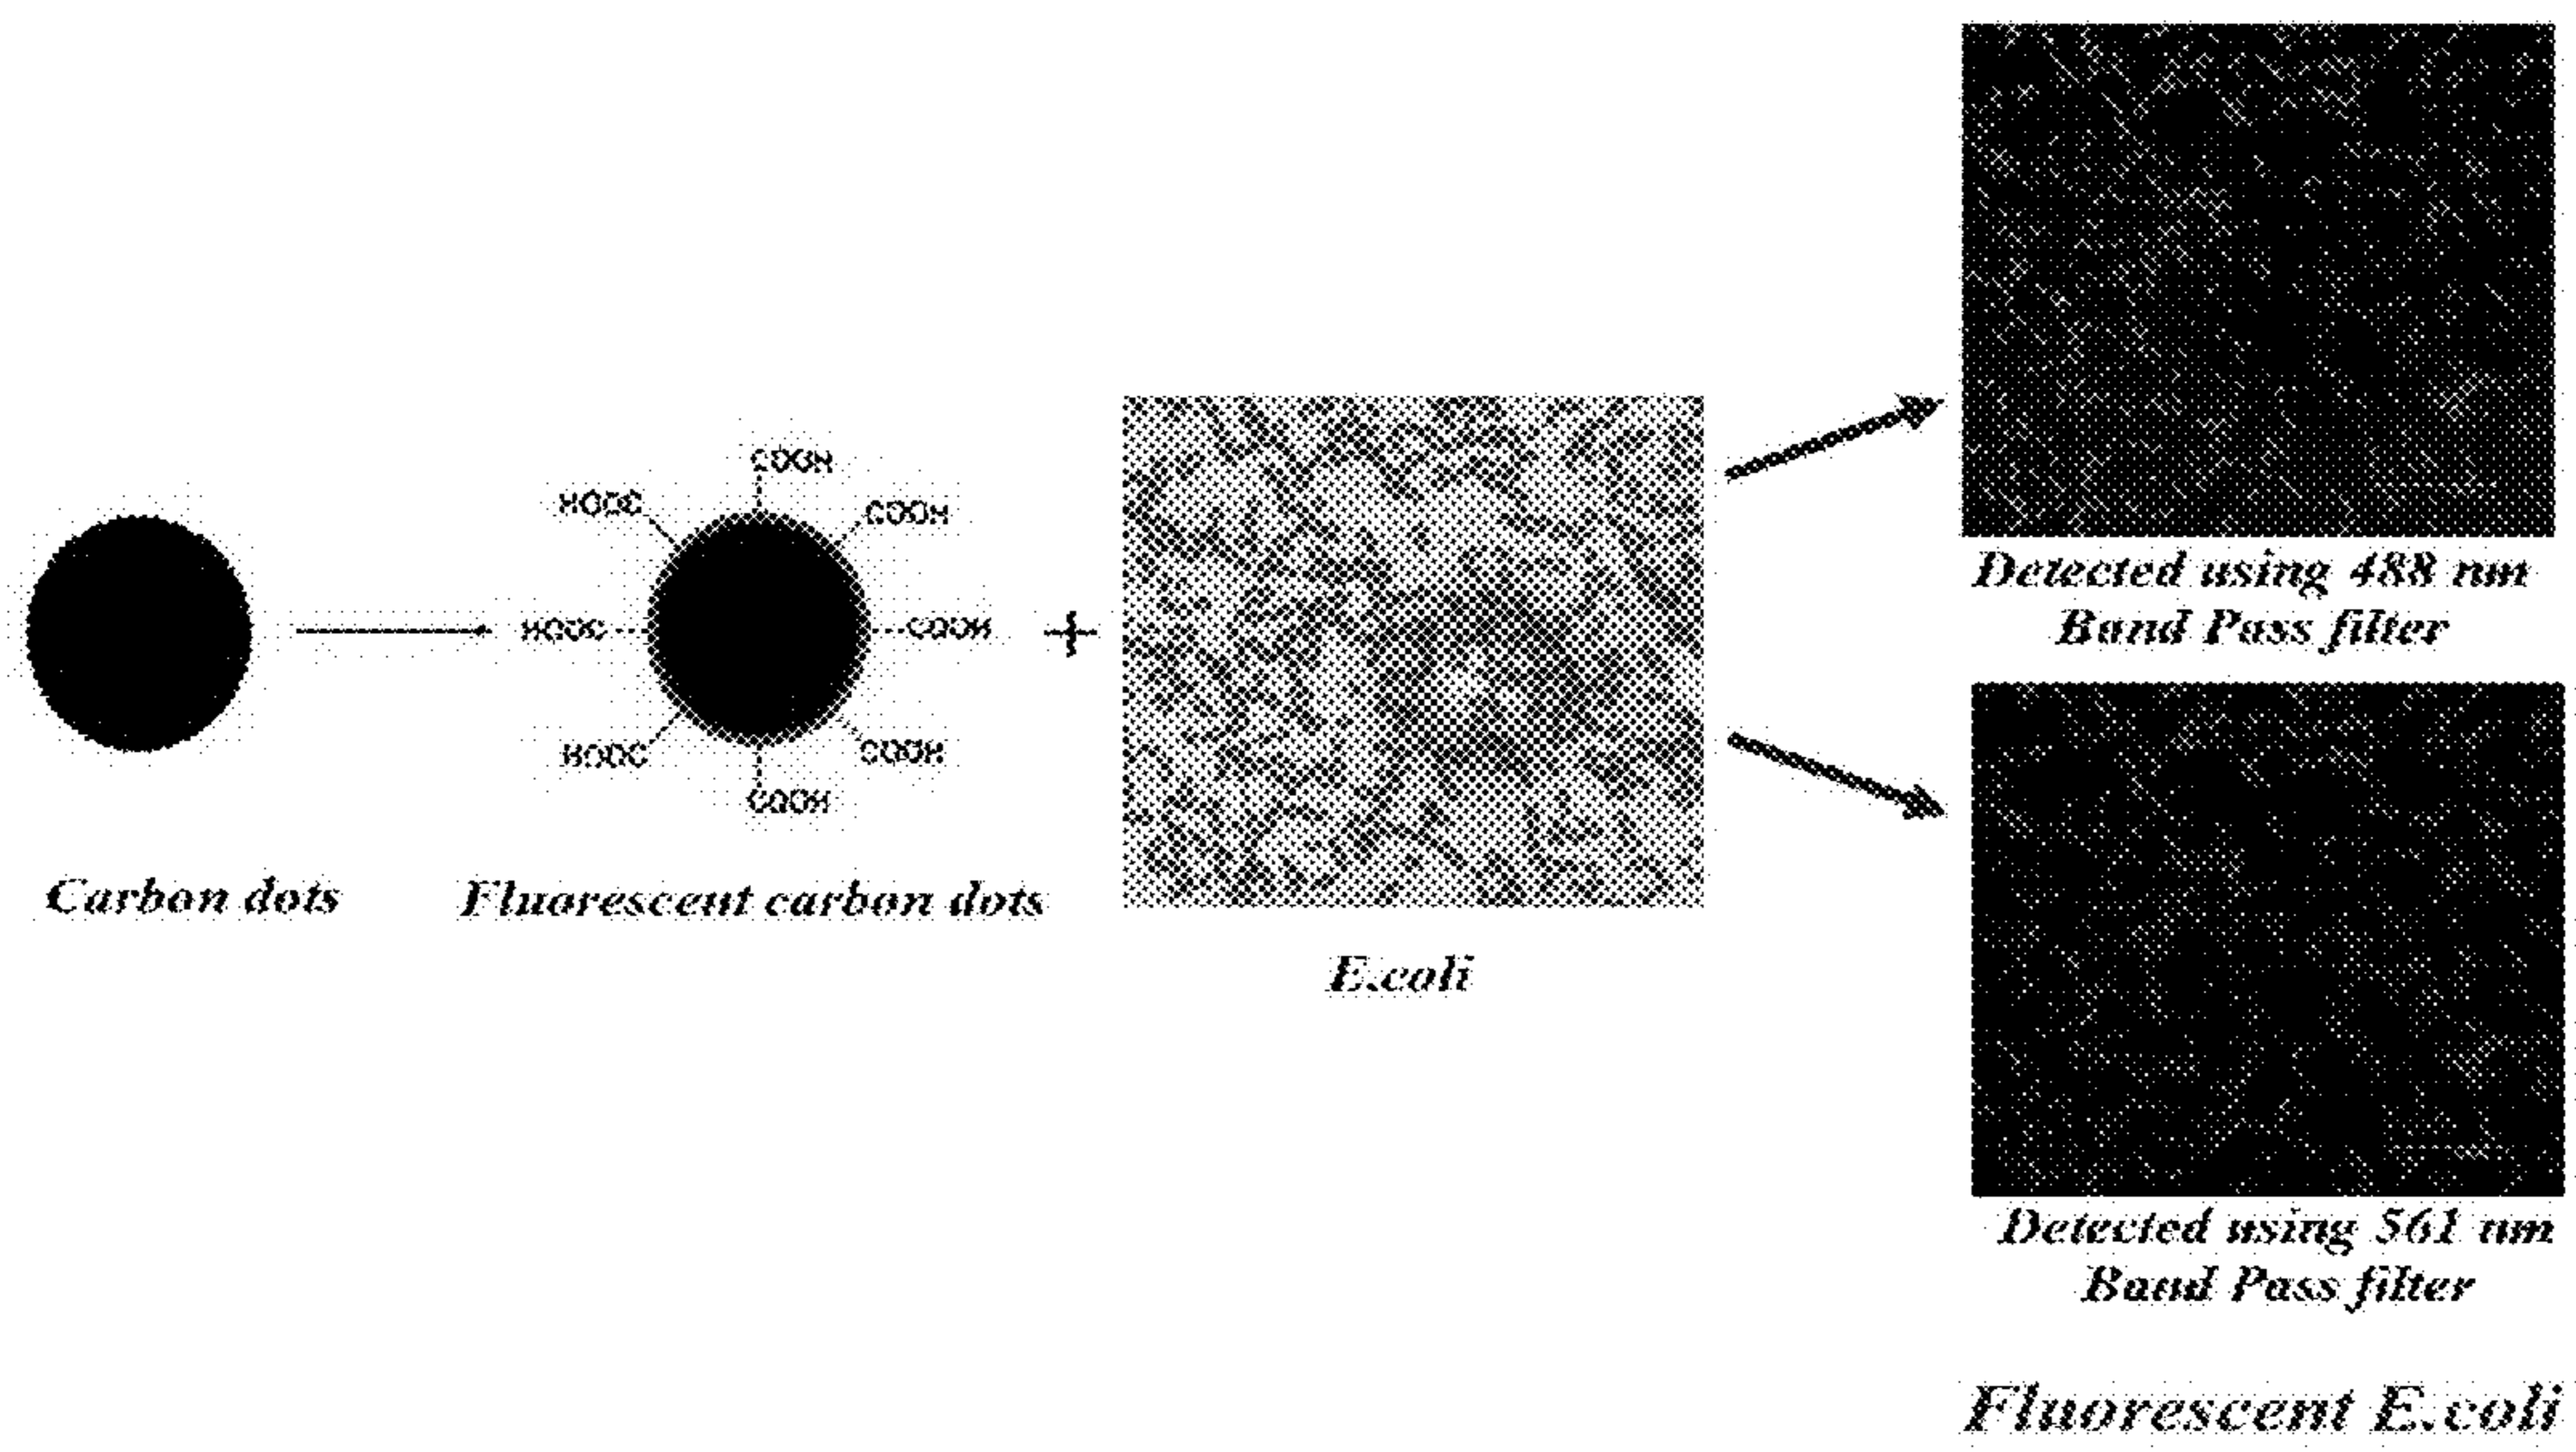 COOH
HOOC
COOH
HOOC
COOH
+
HOOC
COOH
COOH
Carbon dots
Fluorescent carbon dots
E.coli
Detected using 488 nm
Band Pass filter
Detected using 561 nm
Band Pass filter
Fluorescent E.coli